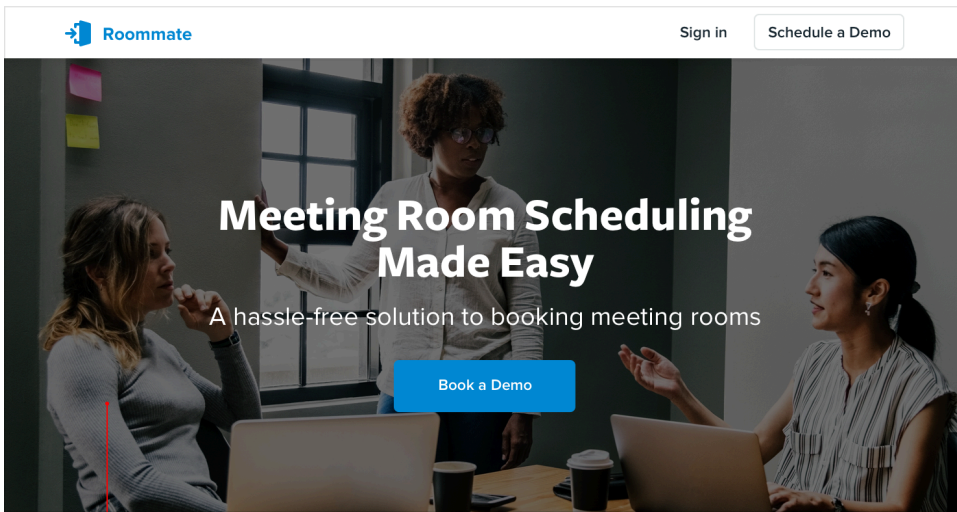 Roommate
Sign in
Schedule a Demo
Meeting Room Scheduling
Made Easy
A hassle-free solution to booking meeting rooms
Book a Demo